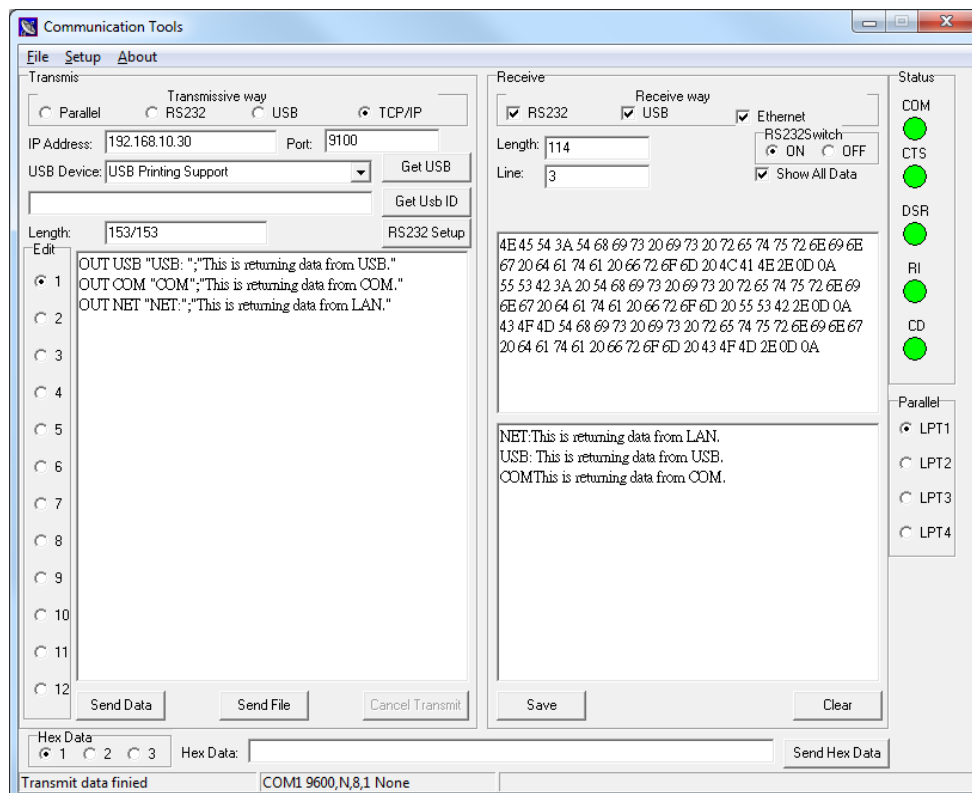 Communication Tools
File Setup About
Transmis
Transmissive way
Parallel RS232 USB TCP/IP
IP Address: 192.168.10.30 Port: 9100
USB Device: USB Printing Support Get USB
Get Usb ID
Length: 153/153 RS232 Setup
Edit
1
2
3
4
5
6
7
8
9
10
11
12
OUT USB "USB: ";"This is returning data from USB."
OUT COM "COM";"This is returning data from COM."
OUT NET "NET:";"This is returning data from LAN."
Send Data Send File Cancel Transmit
Receive
Receive way
RS232 USB Ethernet
Length: 114
Line: 3
RS232Switch
ON OFF
Show All Data
4E 45 54 3A 54 68 69 73 20 69 73 20 72 65 74 75 72 6E 69 6E
67 20 64 61 74 61 20 66 72 6F 6D 20 4C 41 4E 2E 0D 0A
55 53 42 3A 20 54 68 69 73 20 69 73 20 72 65 74 75 72 6E 69
6E 67 20 64 61 74 61 20 66 72 6F 6D 20 55 53 42 2E 0D 0A
43 4F 4D 54 68 69 73 20 69 73 20 72 65 74 75 72 6E 69 6E 67
20 64 61 74 61 20 66 72 6F 6D 20 43 4F 4D 2E 0D 0A
NET:This is returning data from LAN.
USB: This is returning data from USB.
COMThis is returning data from COM.
Save Clear
Status
COM
CTS
DSR
RI
CD
Parallel
LPT1
LPT2
LPT3
LPT4
Hex Data
1 2 3 Hex Data: Send Hex Data
Transmit data finied COM1 9600,N,8,1 None